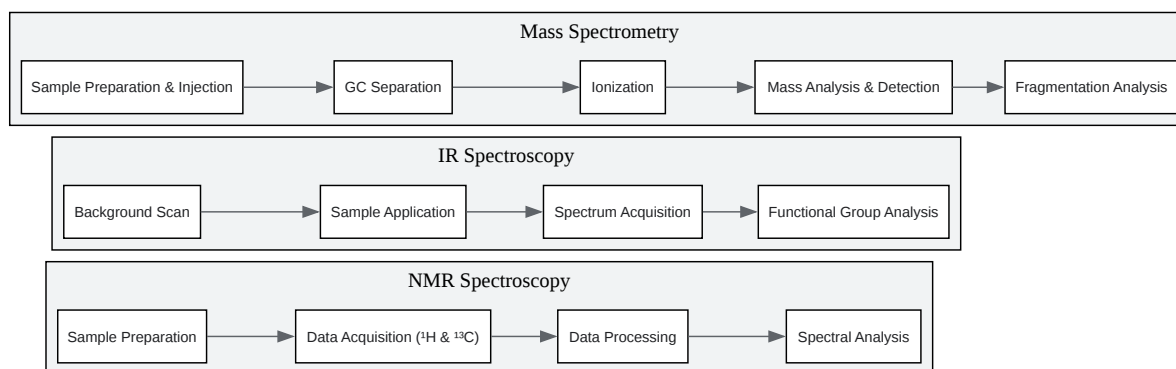 Mass Spectrometry
Sample Preparation & Injection
GC Separation
Ionization
Mass Analysis & Detection
Fragmentation Analysis
IR Spectroscopy
Background Scan
Sample Application
Spectrum Acquisition
Functional Group Analysis
NMR Spectroscopy
Sample Preparation
Data Acquisition (¹H & ¹³C)
Data Processing
Spectral Analysis